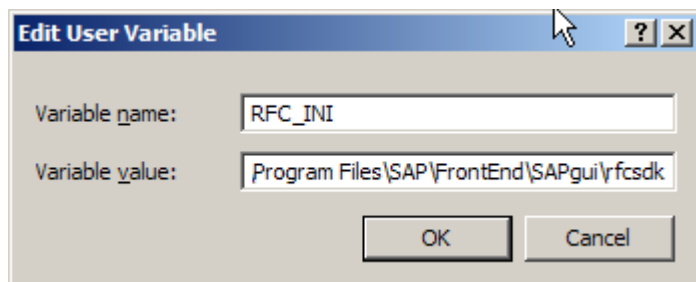 Edit User Variable
Variable name:
RFC_INI
Variable value:
Program Files\SAP\FrontEnd\SAPgui\rfcsdk
OK
Cancel